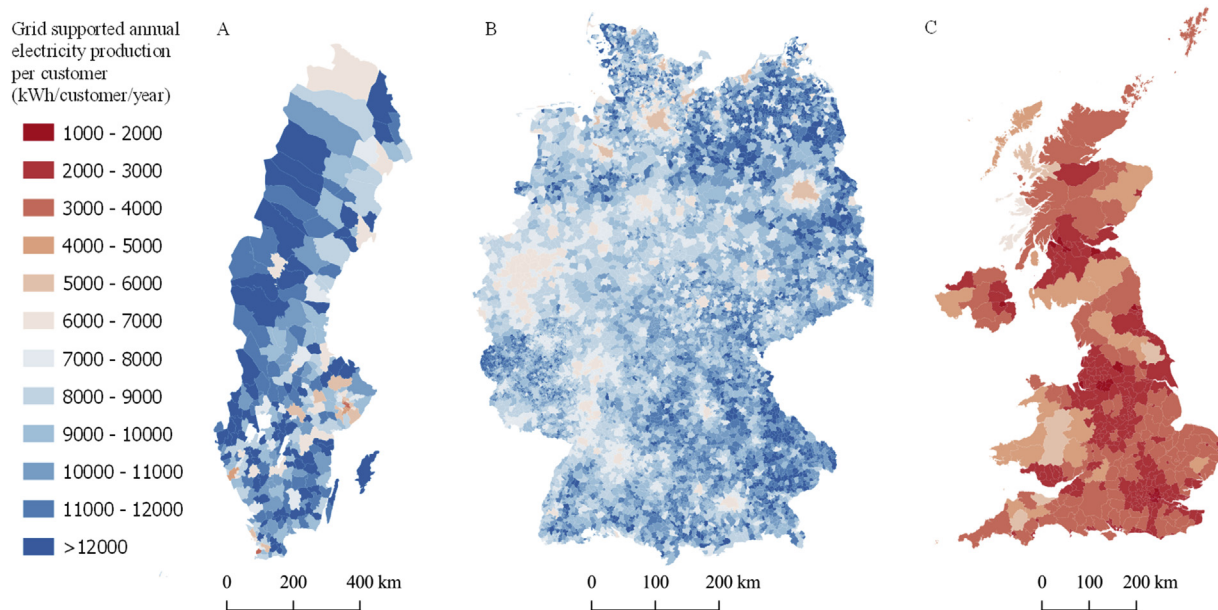 Grid supported annual
electricity production
per customer
(kWh/customer/year)
1000 - 2000
2000 - 3000
3000 - 4000
4000 - 5000
5000 - 6000
6000 - 7000
7000 - 8000
8000 - 9000
9000 - 10000
10000 - 11000
11000 - 12000
>12000
A
B
C
0 200 400 km
0 100 200 km
0 100 200 km